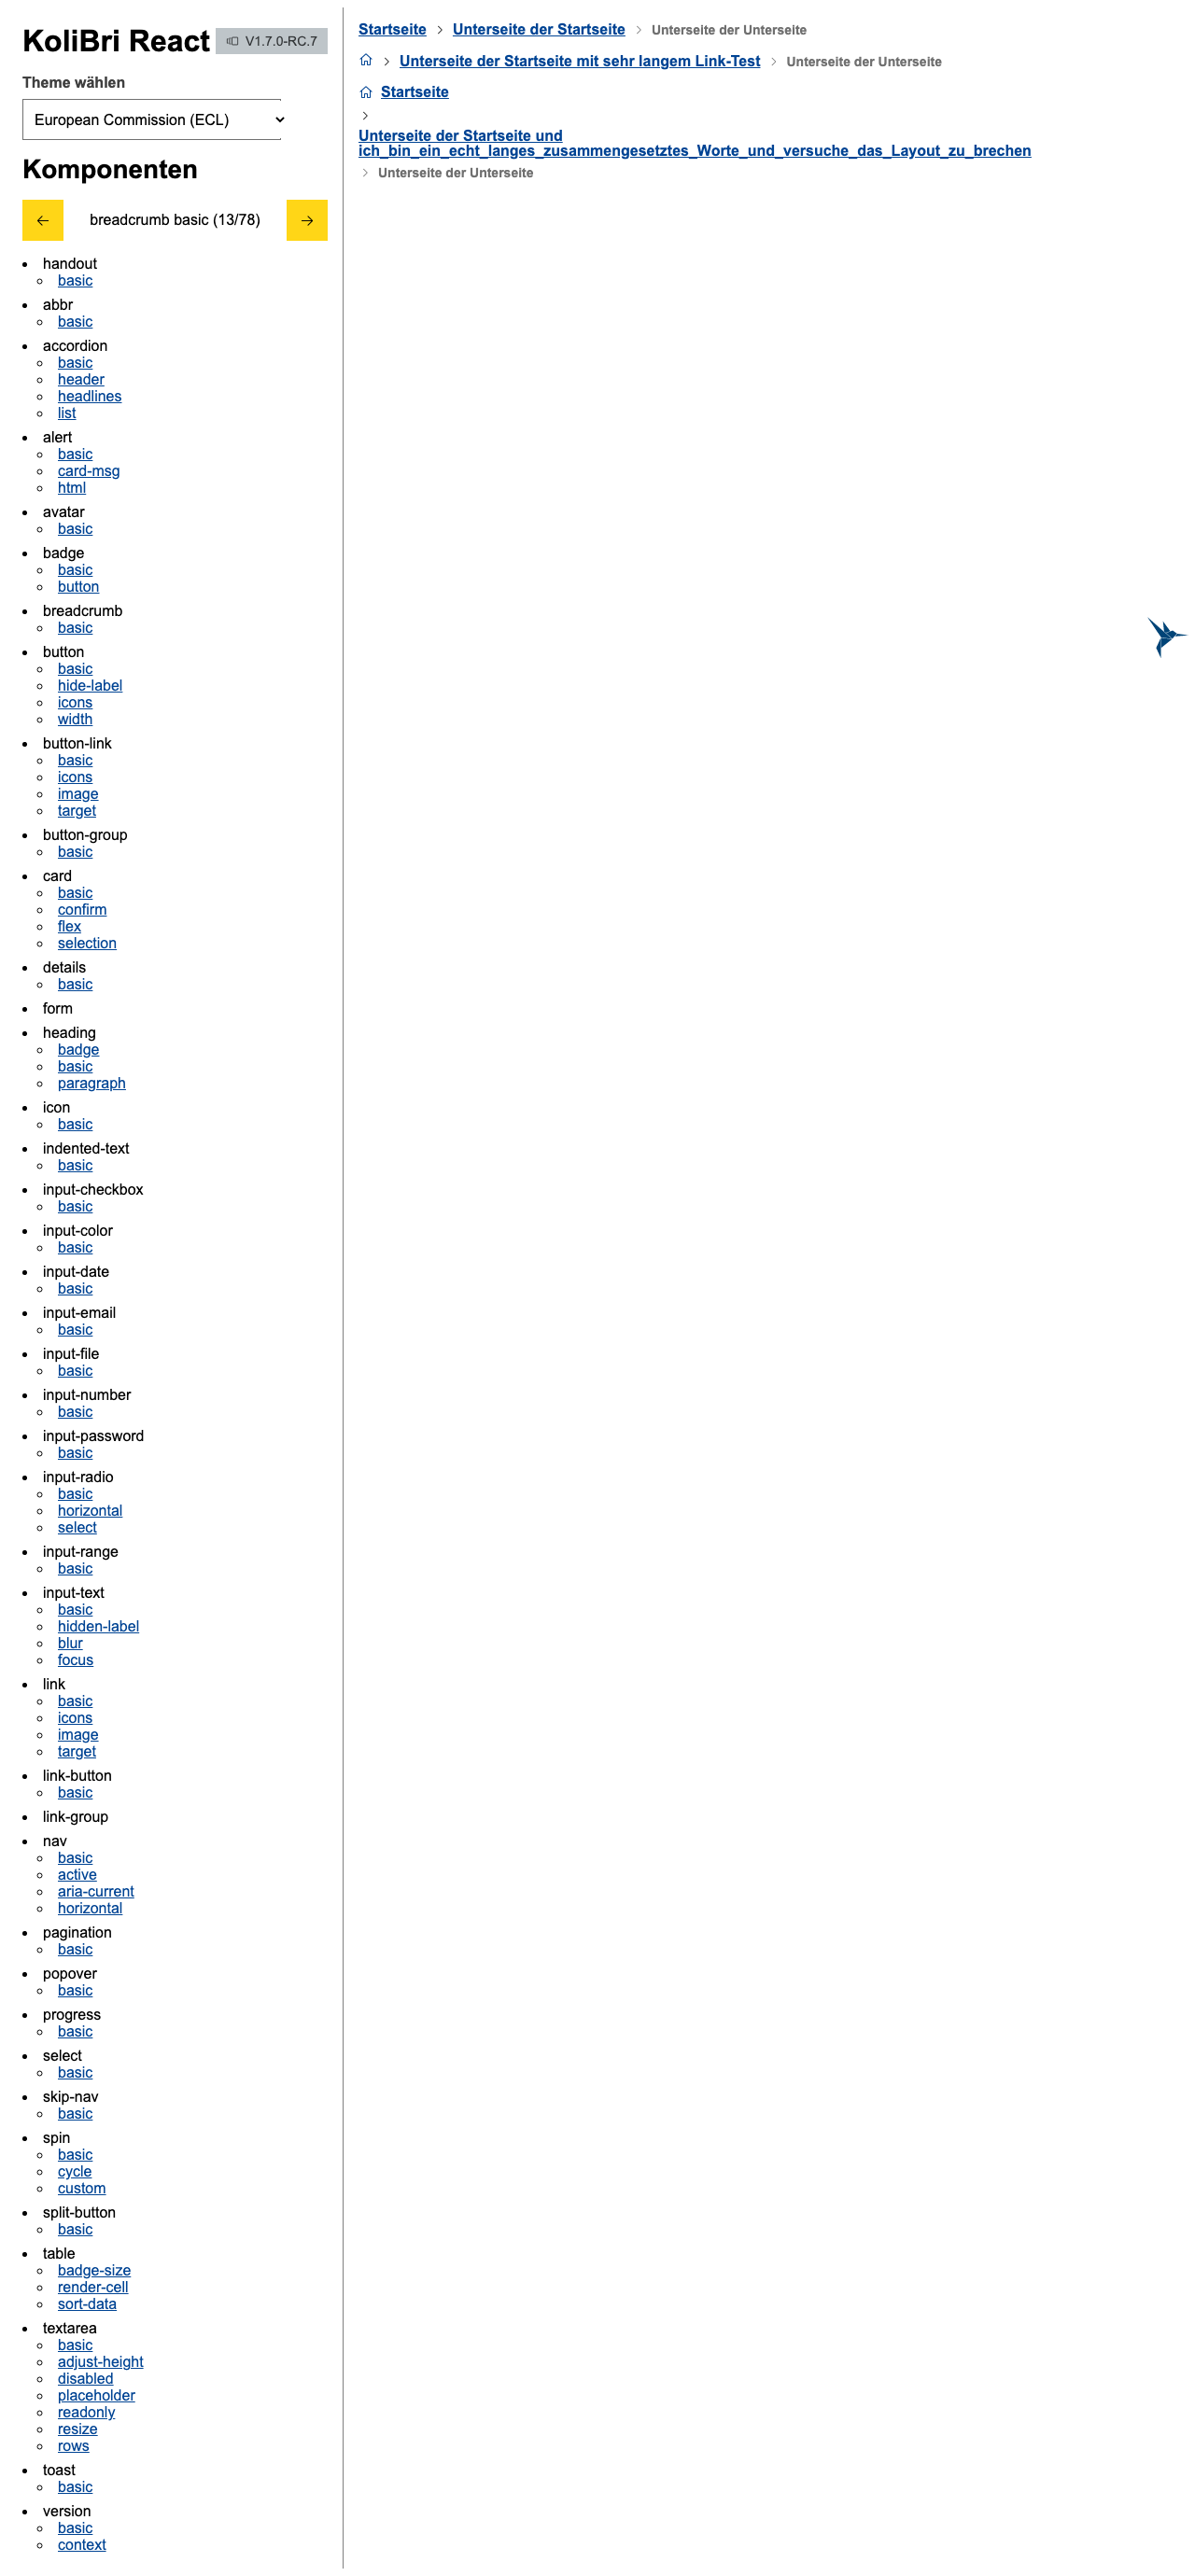 KoliBri React V1.7.0-RC.7
Theme wählen
European Commission (ECL)
Komponenten
breadcrumb basic (13/78)
handout
basic
abbr
basic
accordion
basic
header
headlines
list
alert
basic
card-msg
html
avatar
basic
badge
basic
button
breadcrumb
basic
button
basic
hide-label
icons
width
button-link
basic
icons
image
target
button-group
basic
card
basic
confirm
flex
selection
details
basic
form
heading
badge
basic
paragraph
icon
basic
indented-text
basic
input-checkbox
basic
input-color
basic
input-date
basic
input-email
basic
input-file
basic
input-number
basic
input-password
basic
input-radio
basic
horizontal
select
input-range
basic
input-text
basic
hidden-label
blur
focus
link
basic
icons
image
target
link-button
basic
link-group
nav
basic
active
aria-current
horizontal
pagination
basic
popover
basic
progress
basic
select
basic
skip-nav
basic
spin
basic
cycle
custom
split-button
basic
table
badge-size
render-cell
sort-data
textarea
basic
adjust-height
disabled
placeholder
readonly
resize
rows
toast
basic
version
basic
context
Startseite Unterseite der Startseite Unterseite der Unterseite
Unterseite der Startseite mit sehr langem Link-Test Unterseite der Unterseite
Startseite
Unterseite der Startseite und
ich_bin_ein_echt_langes_zusammengesetztes_Worte_und_versuche_das_Layout_zu_brechen
Unterseite der Unterseite